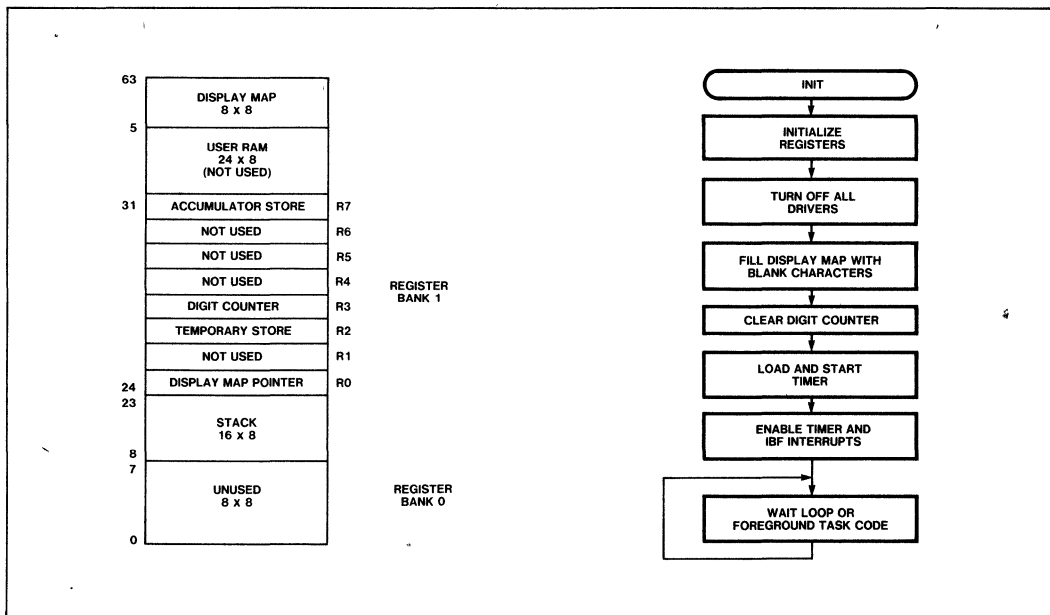 63
DISPLAY MAP
8 X 8
5
USER RAM
24 X 8
(NOT USED)
31 ACCUMULATOR STORE R7
NOT USED R6
NOT USED R5
NOT USED R4
REGISTER
BANK 1
DIGIT COUNTER R3
TEMPORARY STORE R2
NOT USED R1
24 DISPLAY MAP POINTER R0
23
STACK
16 X 8
8
7
UNUSED
8 X 8
REGISTER
BANK 0
0
INIT
INITIALIZE
REGISTERS
TURN OFF ALL
DRIVERS
FILL DISPLAY MAP WITH
BLANK CHARACTERS
CLEAR DIGIT COUNTER
LOAD AND START
TIMER
ENABLE TIMER AND
IBF INTERRUPTS
WAIT LOOP OR
FOREGROUND TASK CODE